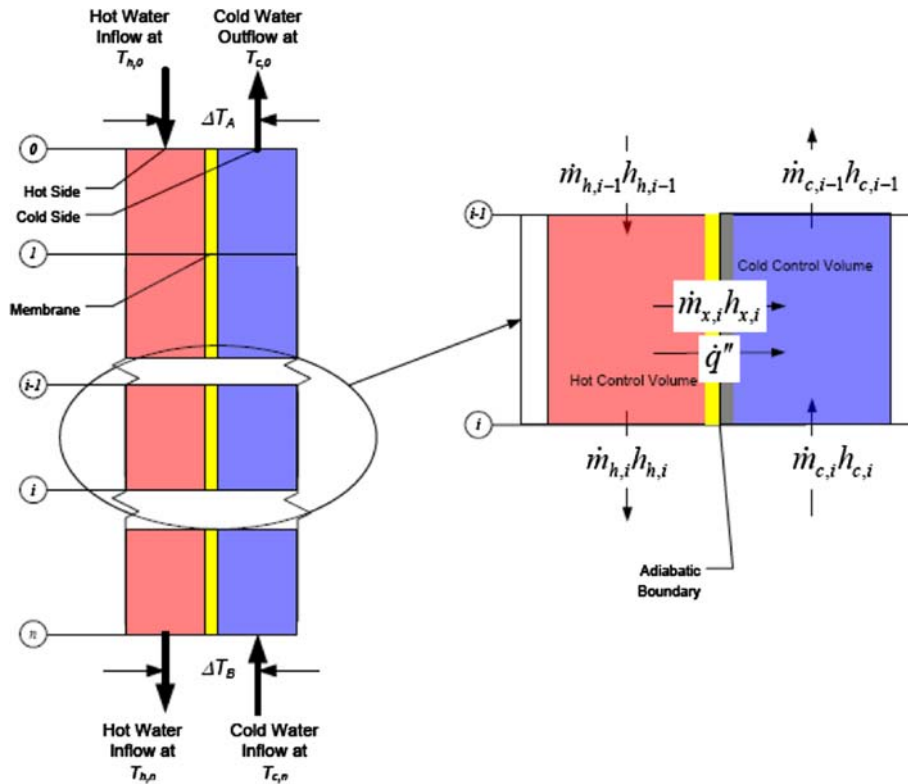 Hot Water
Inflow at
T_{h,0}
Cold Water
Outflow at
T_{c,0}
ΔT_A
0
Hot Side
Cold Side
1
Membrane
i-1
i
n
ΔT_B
Hot Water
Inflow at
T_{h,n}
Cold Water
Inflow at
T_{c,n}
ṁ_{h,i-1}h_{h,i-1}
ṁ_{c,i-1}h_{c,i-1}
i-1
Cold Control Volume
ṁ_{x,i}h_{x,i}
q̇″
Hot Control Volume
i
ṁ_{h,i}h_{h,i}
ṁ_{c,i}h_{c,i}
Adiabatic
Boundary